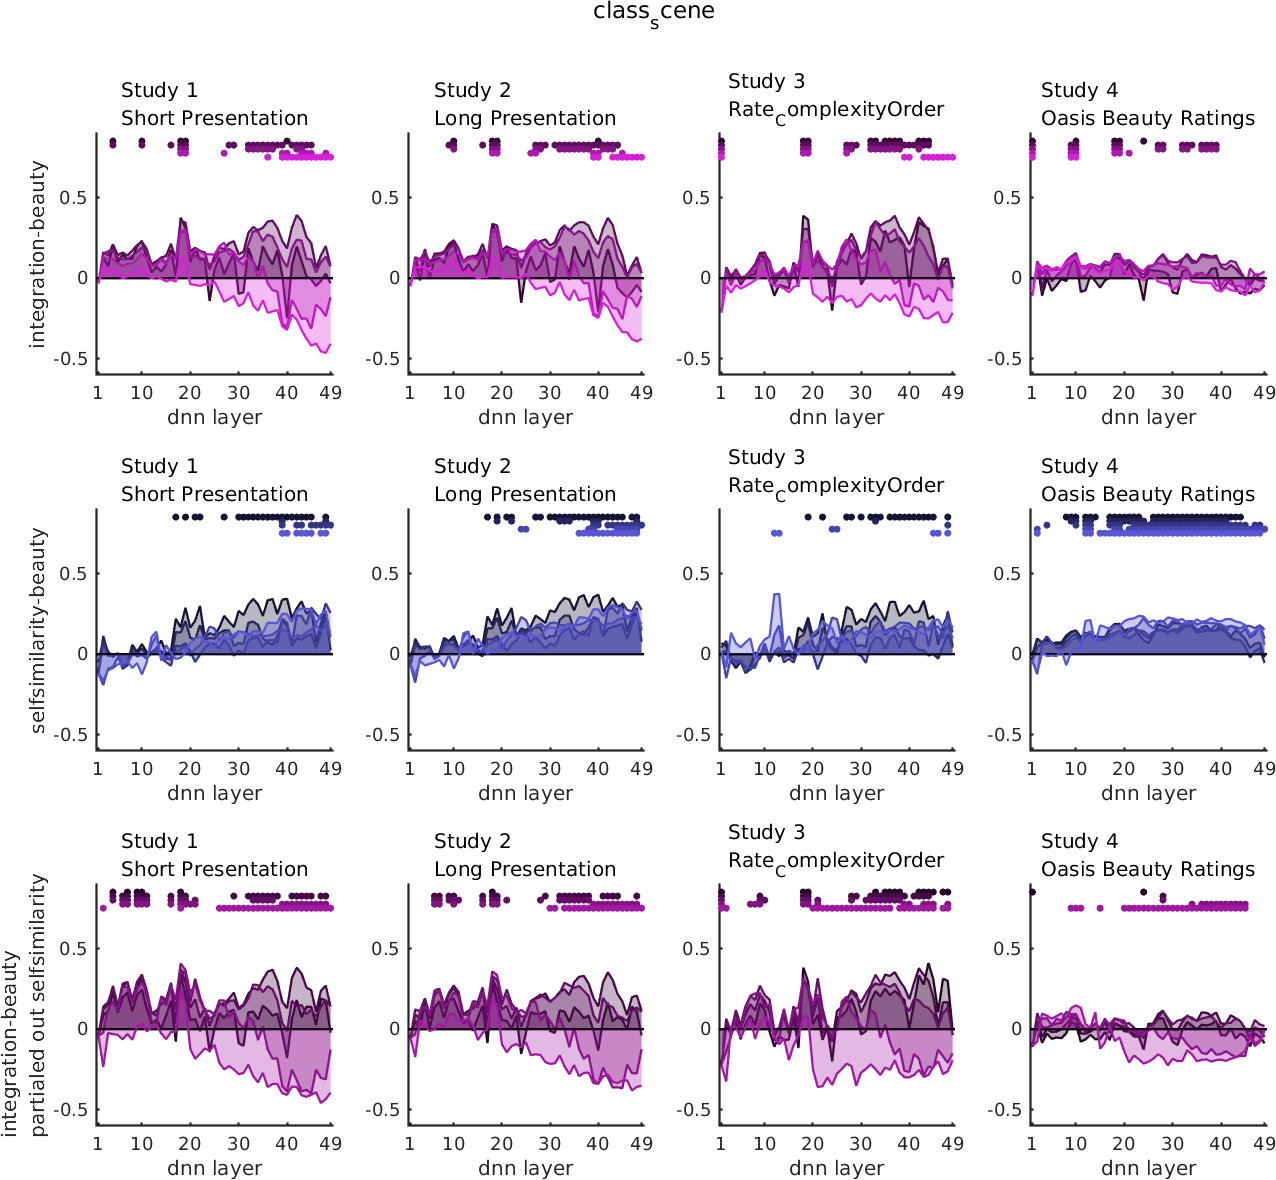 class_scene
Study 1
Short Presentation
Study 2
Long Presentation
Study 3
Rate_ComplexityOrder
Study 4
Oasis Beauty Ratings
integration-beauty
0.5
0
-0.5
1 10 20 30 40 49
dnn layer
0.5
0
-0.5
1 10 20 30 40 49
dnn layer
0.5
0
-0.5
1 10 20 30 40 49
dnn layer
0.5
0
-0.5
1 10 20 30 40 49
dnn layer
Study 1
Short Presentation
Study 2
Long Presentation
Study 3
Rate_ComplexityOrder
Study 4
Oasis Beauty Ratings
selfsimilarity-beauty
0.5
0
-0.5
1 10 20 30 40 49
dnn layer
0.5
0
-0.5
1 10 20 30 40 49
dnn layer
0.5
0
-0.5
1 10 20 30 40 49
dnn layer
0.5
0
-0.5
1 10 20 30 40 49
dnn layer
Study 1
Short Presentation
Study 2
Long Presentation
Study 3
Rate_ComplexityOrder
Study 4
Oasis Beauty Ratings
integration-beauty
partialed out selfsimilarity
0.5
0
-0.5
1 10 20 30 40 49
dnn layer
0.5
0
-0.5
1 10 20 30 40 49
dnn layer
0.5
0
-0.5
1 10 20 30 40 49
dnn layer
0.5
0
-0.5
1 10 20 30 40 49
dnn layer